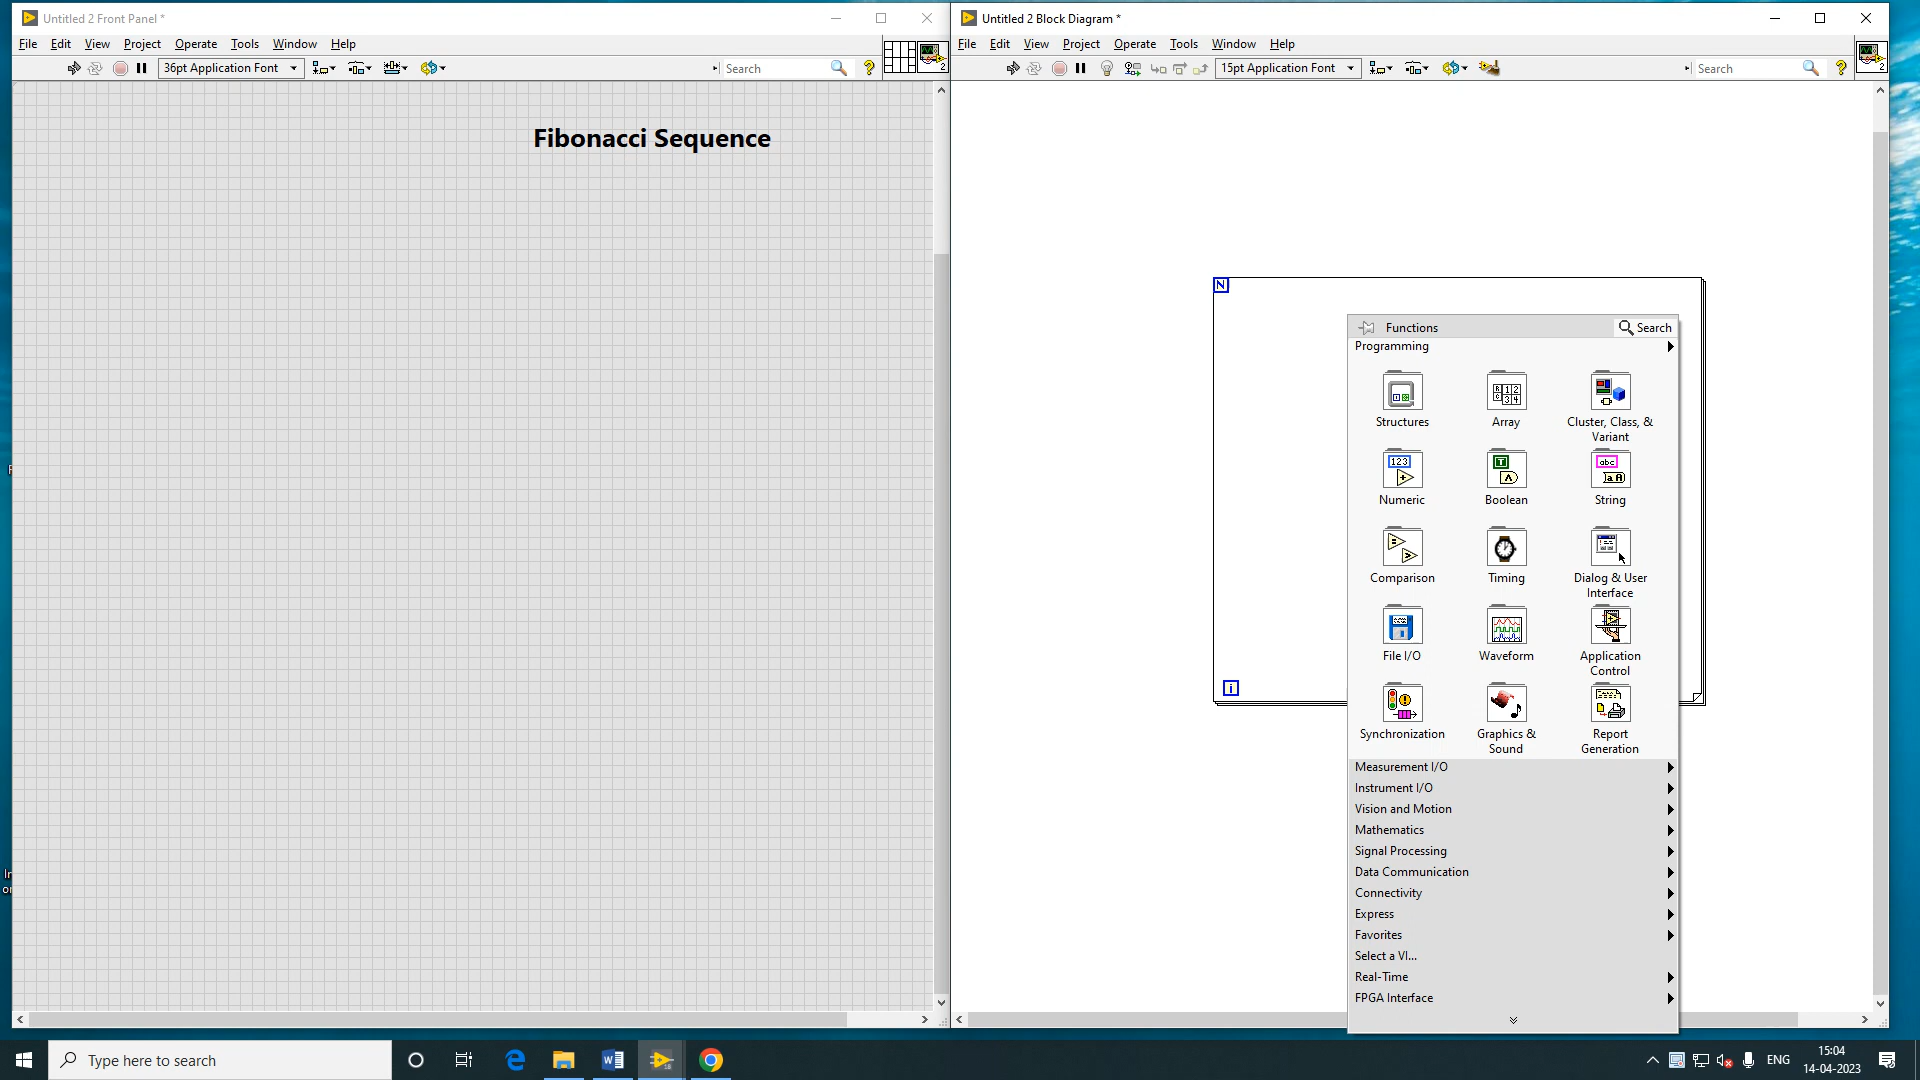 Untitled 2 Front Panel *
File Edit View Project Operate Tools Window Help
36pt Application Font
Search
2
Fibonacci Sequence
Untitled 2 Block Diagram *
File Edit View Project Operate Tools Window Help
15pt Application Font
Search
2
N
i
Functions
Search
Programming
Structures
Array
Cluster, Class, &
Variant
123
Numeric
Boolean
abc
String
Comparison
Timing
Dialog & User
Interface
File I/O
Waveform
Application
Control
Synchronization
Graphics &
Sound
Report
Generation
Measurement I/O
Instrument I/O
Vision and Motion
Mathematics
Signal Processing
Data Communication
Connectivity
Express
Favorites
Select a VI...
Real-Time
FPGA Interface
Type here to search
ENG
15:04
14-04-2023